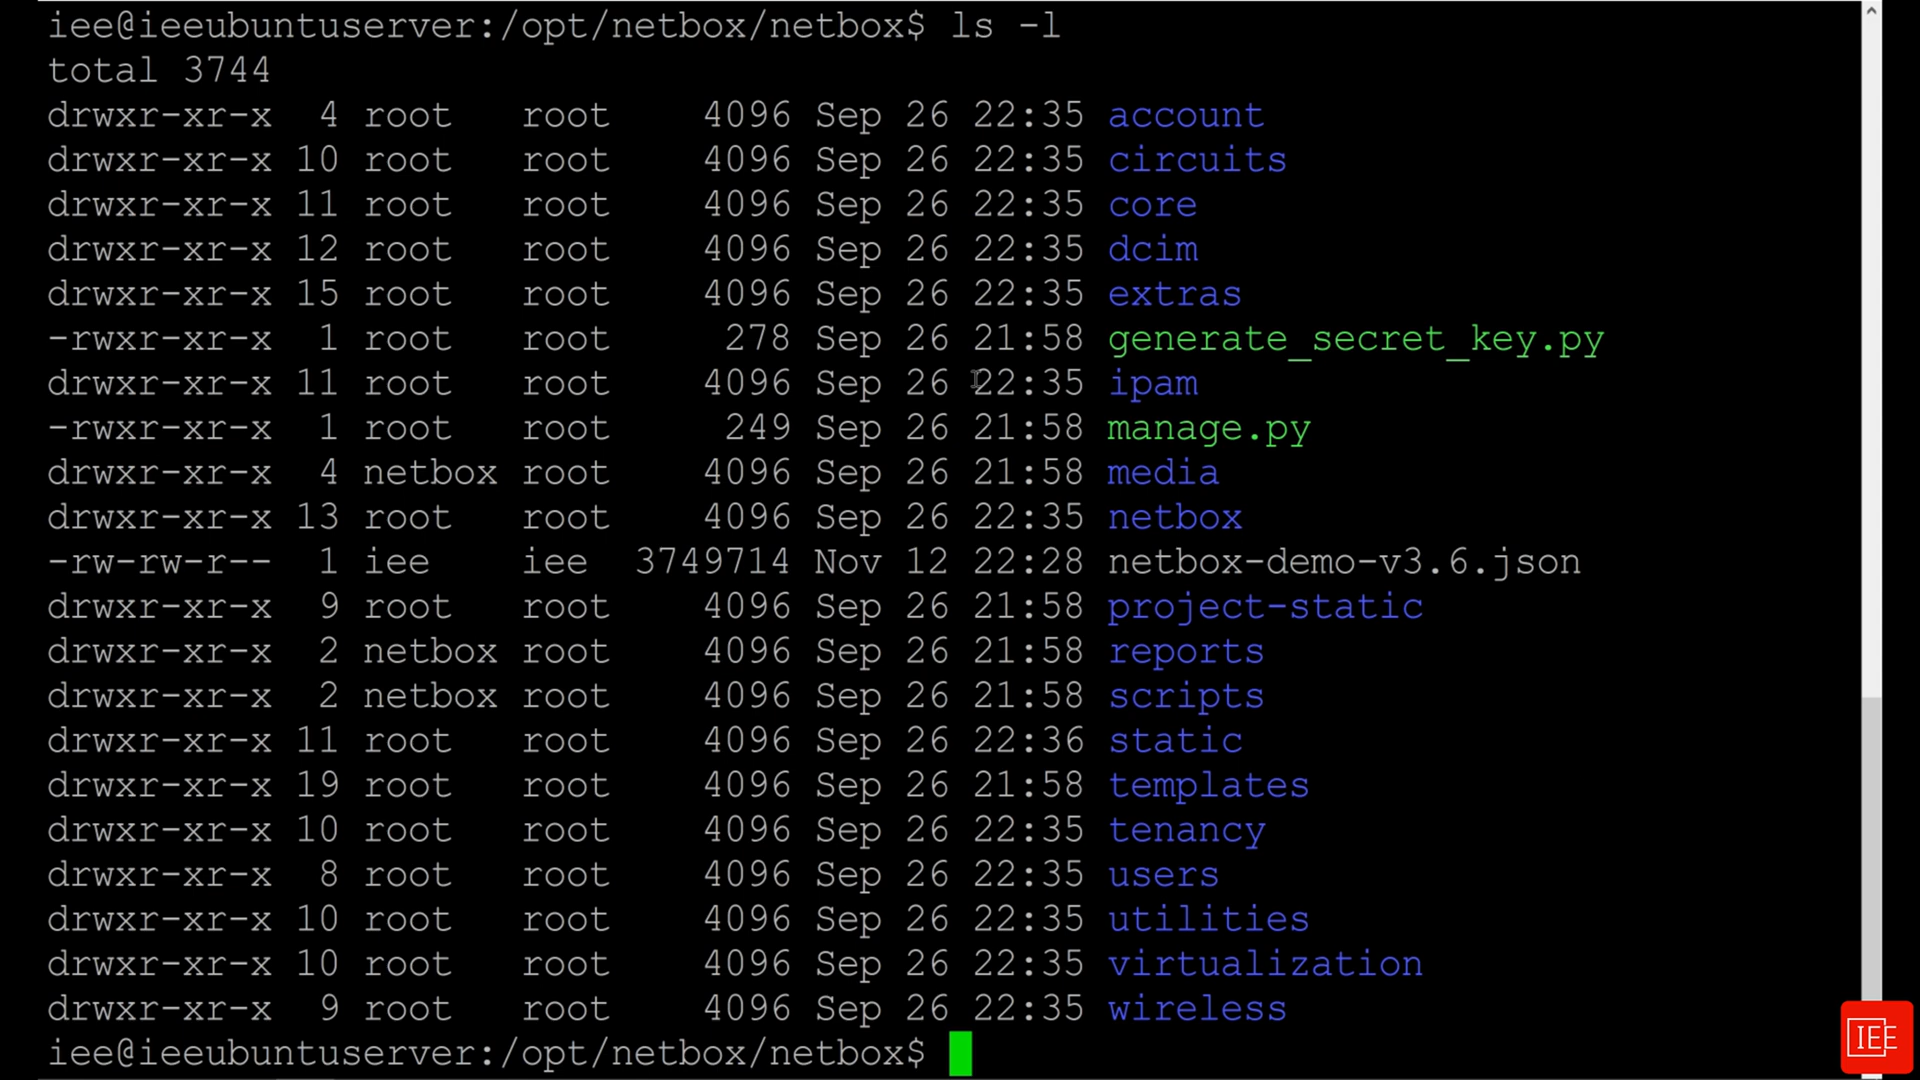 iee@ieeubuntuserver:/opt/netbox/netbox$ ls -l
total 3744
drwxr-xr-x  4 root   root    4096 Sep 26 22:35 account
drwxr-xr-x 10 root   root    4096 Sep 26 22:35 circuits
drwxr-xr-x 11 root   root    4096 Sep 26 22:35 core
drwxr-xr-x 12 root   root    4096 Sep 26 22:35 dcim
drwxr-xr-x 15 root   root    4096 Sep 26 22:35 extras
-rwxr-xr-x  1 root   root     278 Sep 26 21:58 generate_secret_key.py
drwxr-xr-x 11 root   root    4096 Sep 26 22:35 ipam
-rwxr-xr-x  1 root   root     249 Sep 26 21:58 manage.py
drwxr-xr-x  4 netbox root    4096 Sep 26 21:58 media
drwxr-xr-x 13 root   root    4096 Sep 26 22:35 netbox
-rw-rw-r--  1 iee    iee  3749714 Nov 12 22:28 netbox-demo-v3.6.json
drwxr-xr-x  9 root   root    4096 Sep 26 21:58 project-static
drwxr-xr-x  2 netbox root    4096 Sep 26 21:58 reports
drwxr-xr-x  2 netbox root    4096 Sep 26 21:58 scripts
drwxr-xr-x 11 root   root    4096 Sep 26 22:36 static
drwxr-xr-x 19 root   root    4096 Sep 26 21:58 templates
drwxr-xr-x 10 root   root    4096 Sep 26 22:35 tenancy
drwxr-xr-x  8 root   root    4096 Sep 26 22:35 users
drwxr-xr-x 10 root   root    4096 Sep 26 22:35 utilities
drwxr-xr-x 10 root   root    4096 Sep 26 22:35 virtualization
drwxr-xr-x  9 root   root    4096 Sep 26 22:35 wireless
iee@ieeubuntuserver:/opt/netbox/netbox$
IEE